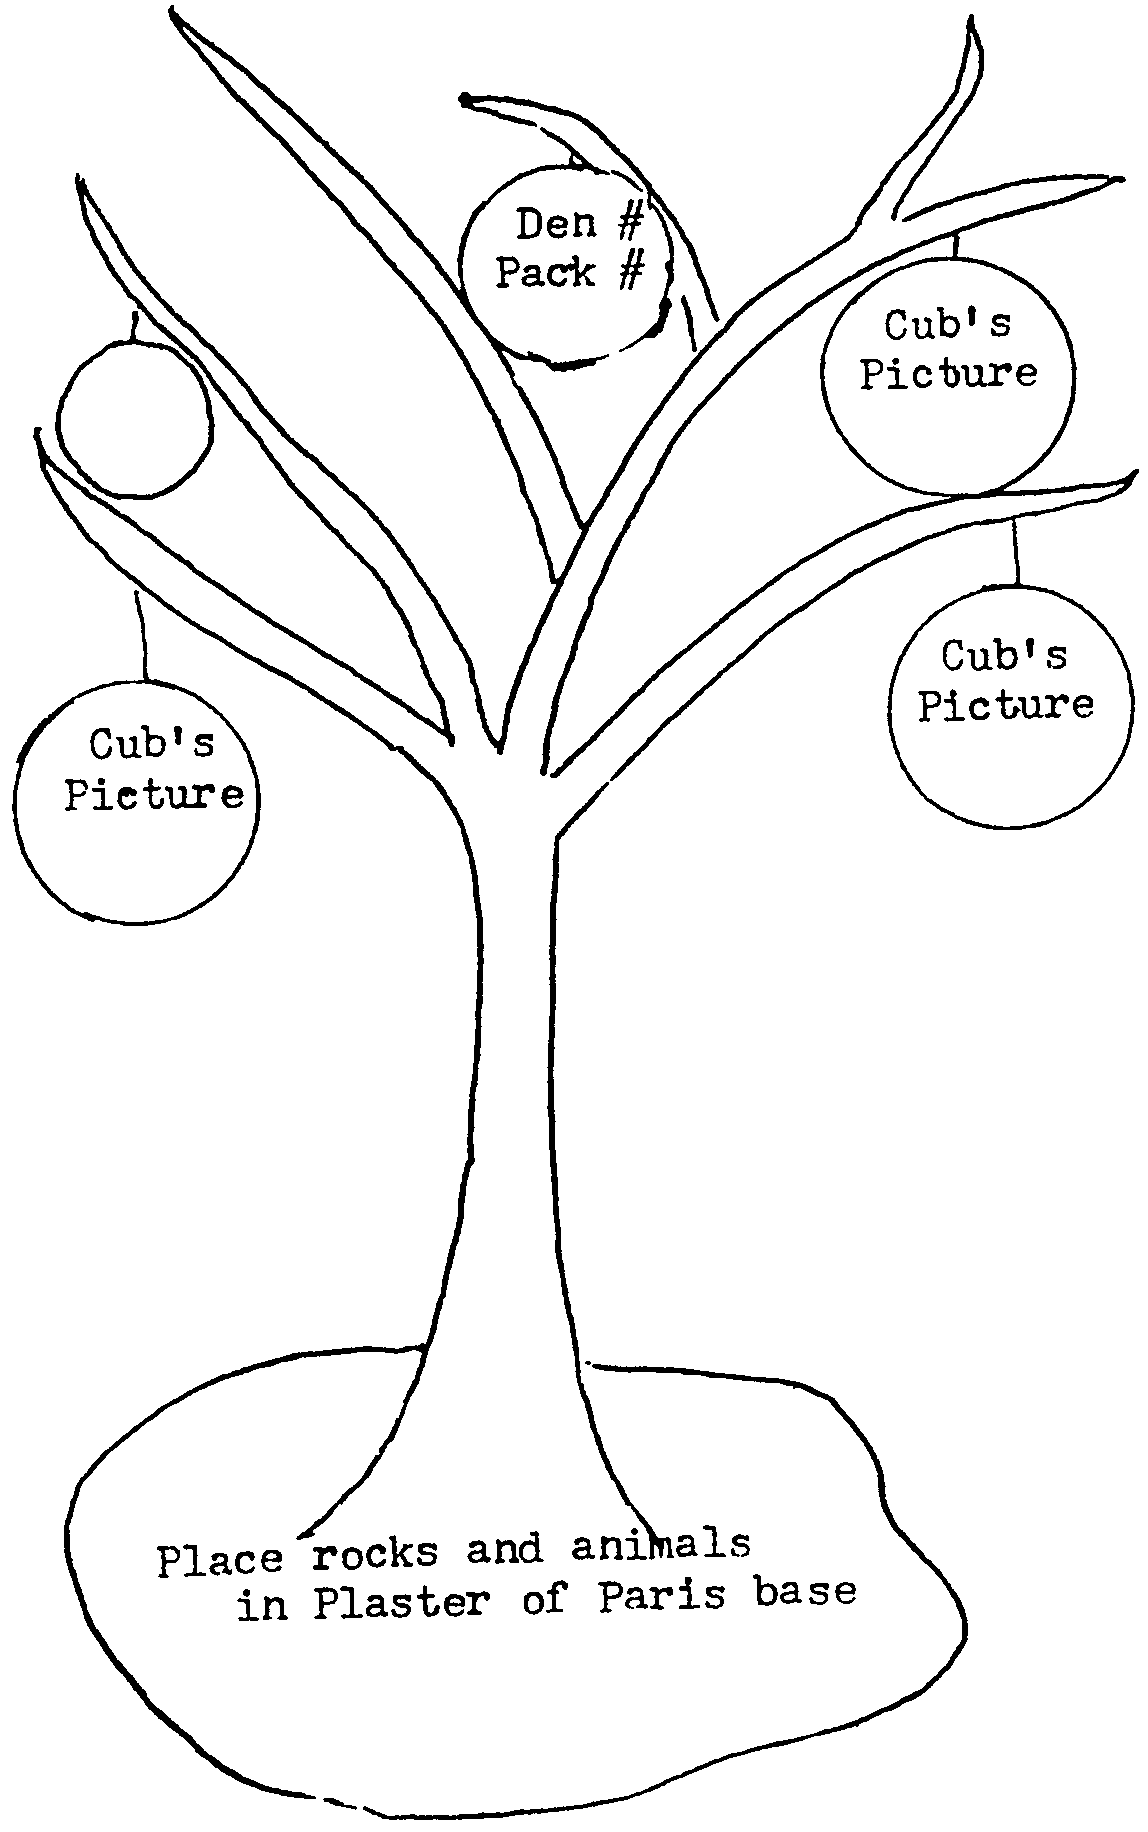 Den #
Pack #
Cub's
Picture
Cub's
Picture
Cub's
Picture
Place rocks and animals
in Plaster of Paris base